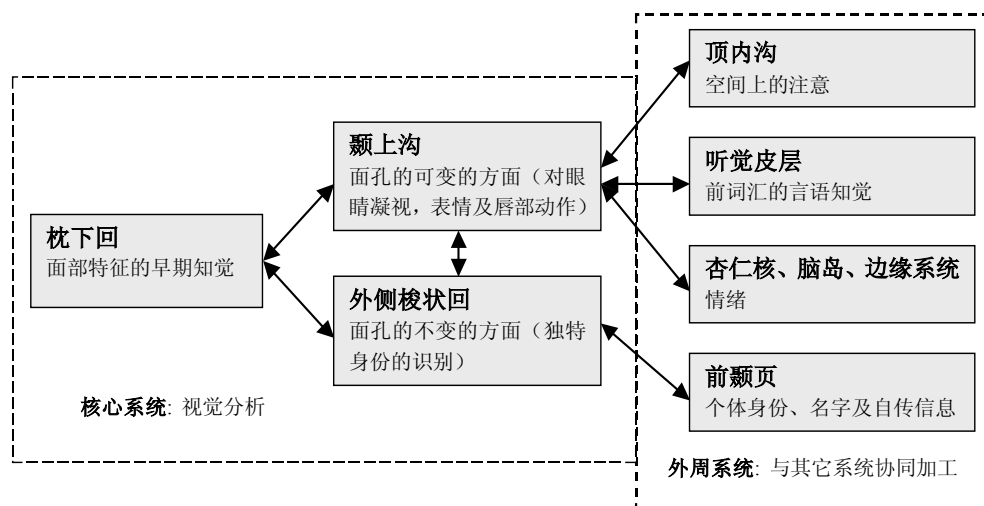 顶内沟
空间上的注意
颞上沟
面孔的可变的方面（对眼
睛凝视，表情及唇部动作）
听觉皮层
前词汇的言语知觉
枕下回
面部特征的早期知觉
杏仁核、脑岛、边缘系统
情绪
外侧梭状回
面孔的不变的方面（独特
身份的识别）
前颞页
个体身份、名字及自传信息
核心系统: 视觉分析
外周系统: 与其它系统协同加工